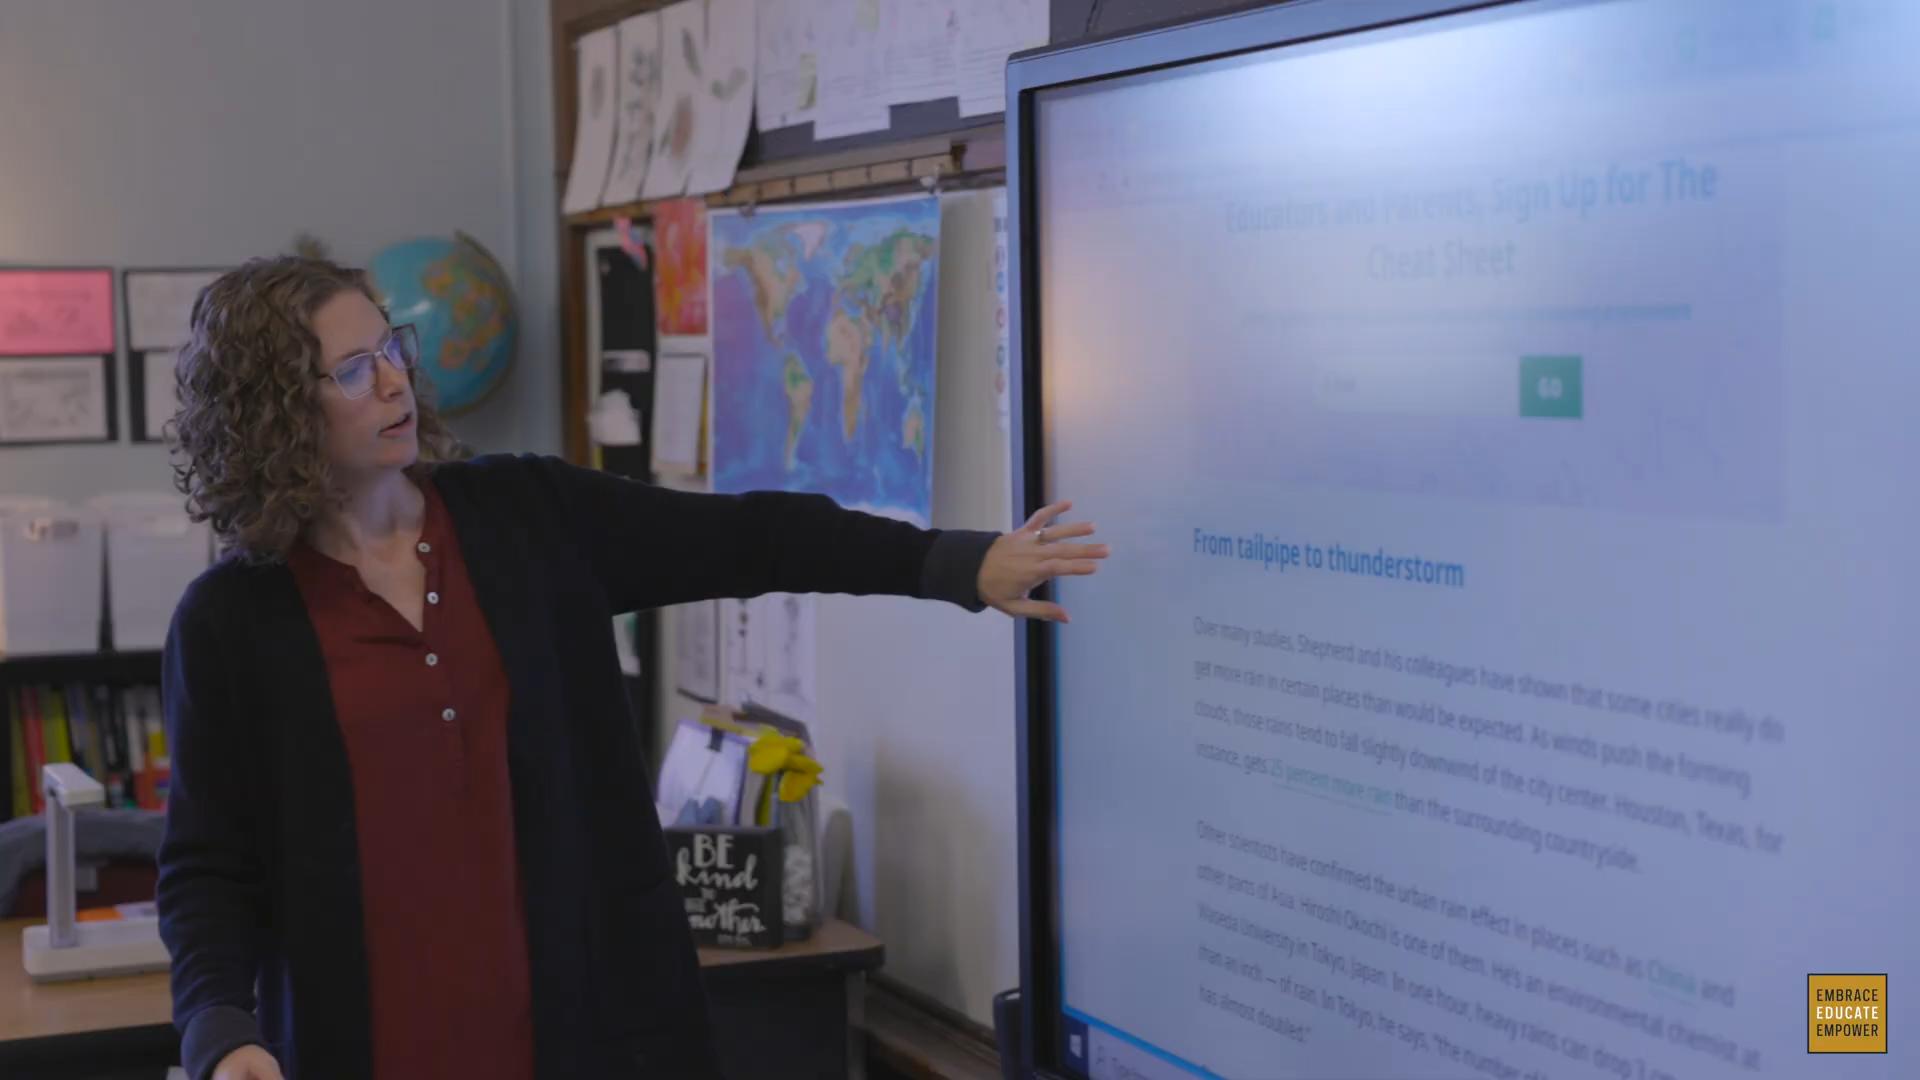 Educators and Parents, Sign Up for The
Cheat Sheet
GO
From tailpipe to thunderstorm
Over many studies, Shepherd and his colleagues have shown that some cities really do
get more rain in certain places than would be expected. As winds push the forming
clouds, those rains tend to fall slightly downwind of the city center. Houston, Texas, for
instance, gets 25 percent more rain than the surrounding countryside.
Other scientists have confirmed the urban rain effect in places such as China and
other parts of Asia. Hiroshi Okochi is one of them. He's an environmental chemist at
Waseda University in Tokyo, Japan. In one hour, heavy rains can drop 3 cm
than an inch — of rain. In Tokyo, he says, "the number of
has almost doubled."
BE
kind
another
EMBRACE
EDUCATE
EMPOWER